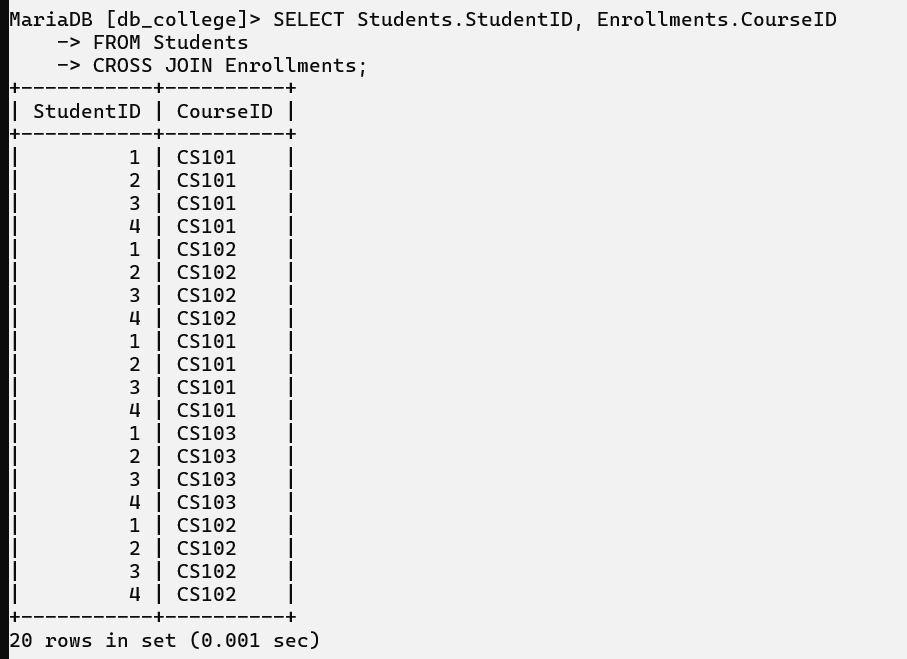 MariaDB [db_college]> SELECT Students.StudentID, Enrollments.CourseID
    -> FROM Students
    -> CROSS JOIN Enrollments;
+-----------+----------+
| StudentID | CourseID |
+-----------+----------+
|         1 | CS101    |
|         2 | CS101    |
|         3 | CS101    |
|         4 | CS101    |
|         1 | CS102    |
|         2 | CS102    |
|         3 | CS102    |
|         4 | CS102    |
|         1 | CS101    |
|         2 | CS101    |
|         3 | CS101    |
|         4 | CS101    |
|         1 | CS103    |
|         2 | CS103    |
|         3 | CS103    |
|         4 | CS103    |
|         1 | CS102    |
|         2 | CS102    |
|         3 | CS102    |
|         4 | CS102    |
+-----------+----------+
20 rows in set (0.001 sec)